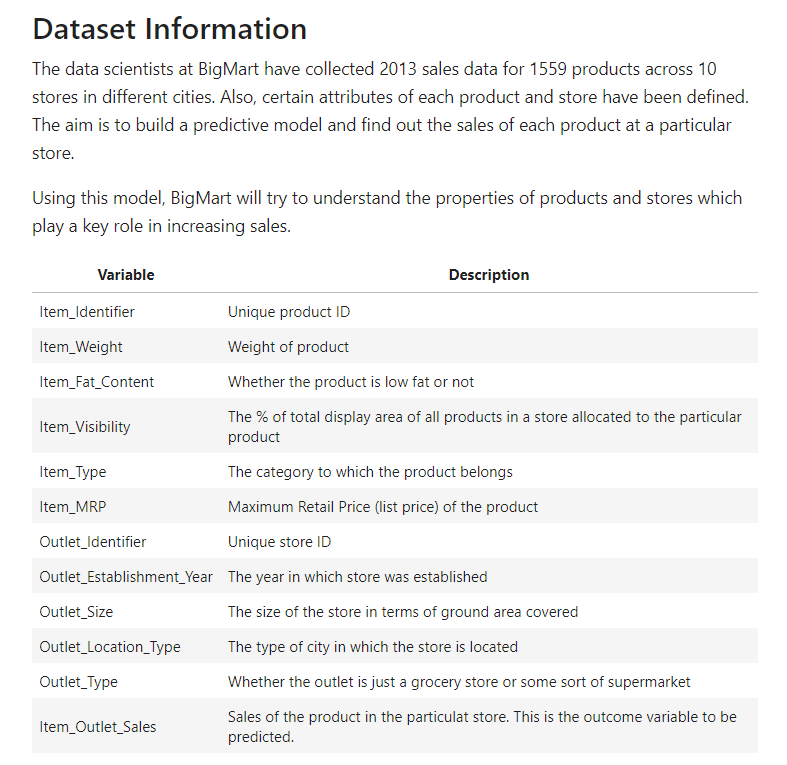 Dataset Information
The data scientists at BigMart have collected 2013 sales data for 1559 products across 10
stores in different cities. Also, certain attributes of each product and store have been defined.
The aim is to build a predictive model and find out the sales of each product at a particular
store.
Using this model, BigMart will try to understand the properties of products and stores which
play a key role in increasing sales.
Variable Description
Item_Identifier Unique product ID
Item_Weight Weight of product
Item_Fat_Content Whether the product is low fat or not
Item_Visibility The % of total display area of all products in a store allocated to the particular
product
Item_Type The category to which the product belongs
Item_MRP Maximum Retail Price (list price) of the product
Outlet_Identifier Unique store ID
Outlet_Establishment_Year The year in which store was established
Outlet_Size The size of the store in terms of ground area covered
Outlet_Location_Type The type of city in which the store is located
Outlet_Type Whether the outlet is just a grocery store or some sort of supermarket
Item_Outlet_Sales Sales of the product in the particulat store. This is the outcome variable to be
predicted.